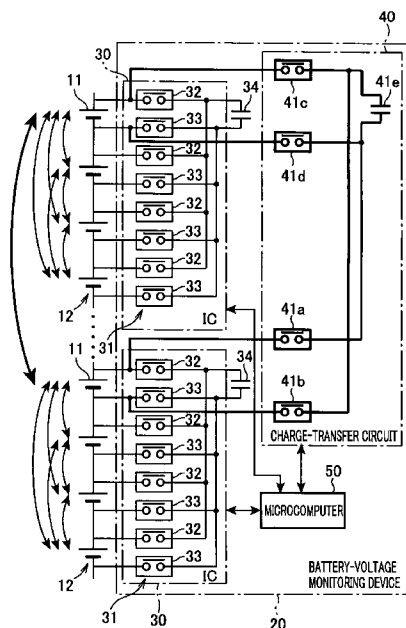 40
30
11
32
41c
41e
34
33
41d
32
33
32
33
32
33
12
31
IC
41a
11
32
34
33
41b
32
33
CHARGE-TRANSFER CIRCUIT
32
33
50
MICROCOMPUTER
32
33
12
IC
BATTERY-VOLTAGE
MONITORING DEVICE
31
30
20